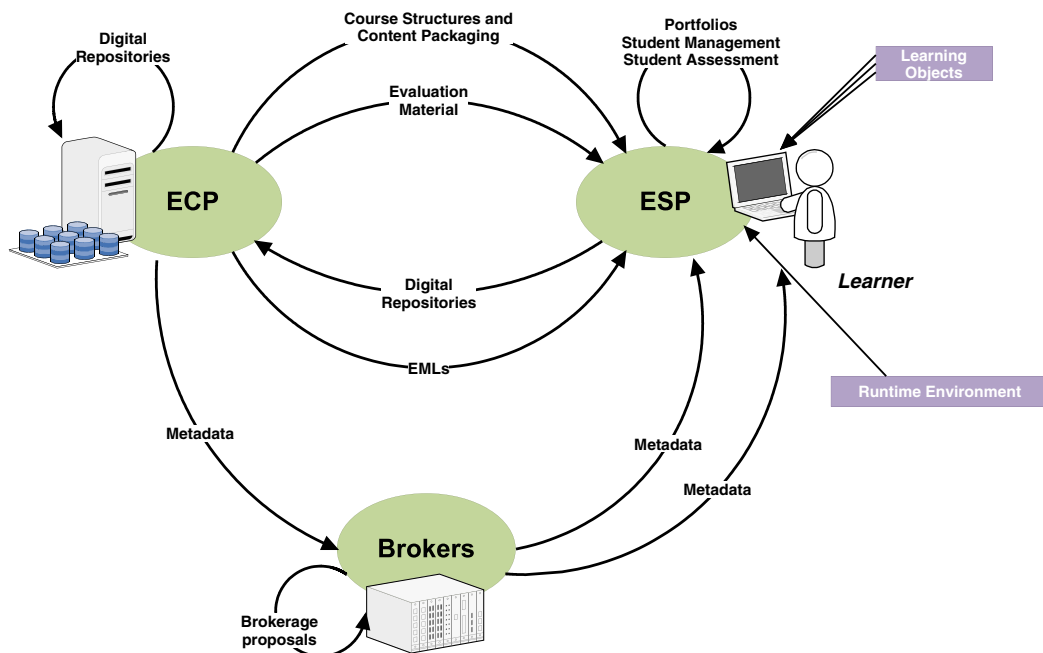 Course Structures and
Content Packaging
Portfolios
Student Management
Student Assessment
Digital
Repositories
Learning
Objects
Evaluation
Material
ECP
ESP
Learner
Digital
Repositories
EMLs
Runtime Environment
Metadata
Metadata
Metadata
Brokers
Brokerage
proposals